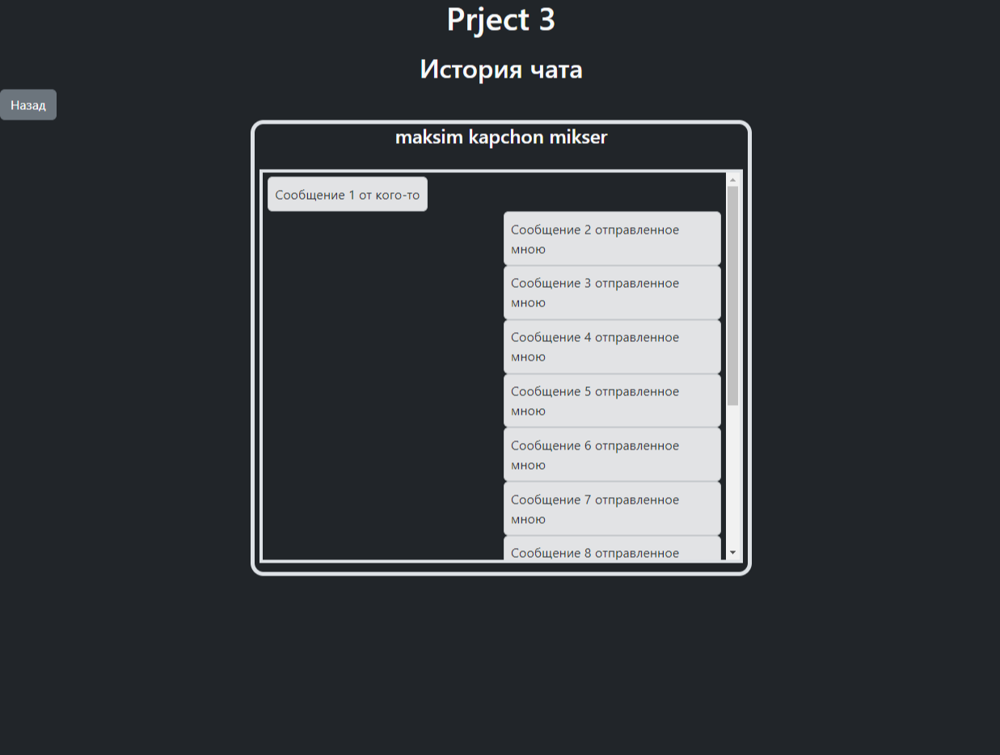 Prject 3
История чата
Назад
maksim kapchon mikser
Сообщение 1 от кого-то
Сообщение 2 отправленное
мною
Сообщение 3 отправленное
мною
Сообщение 4 отправленное
мною
Сообщение 5 отправленное
мною
Сообщение 6 отправленное
мною
Сообщение 7 отправленное
мною
Сообщение 8 отправленное